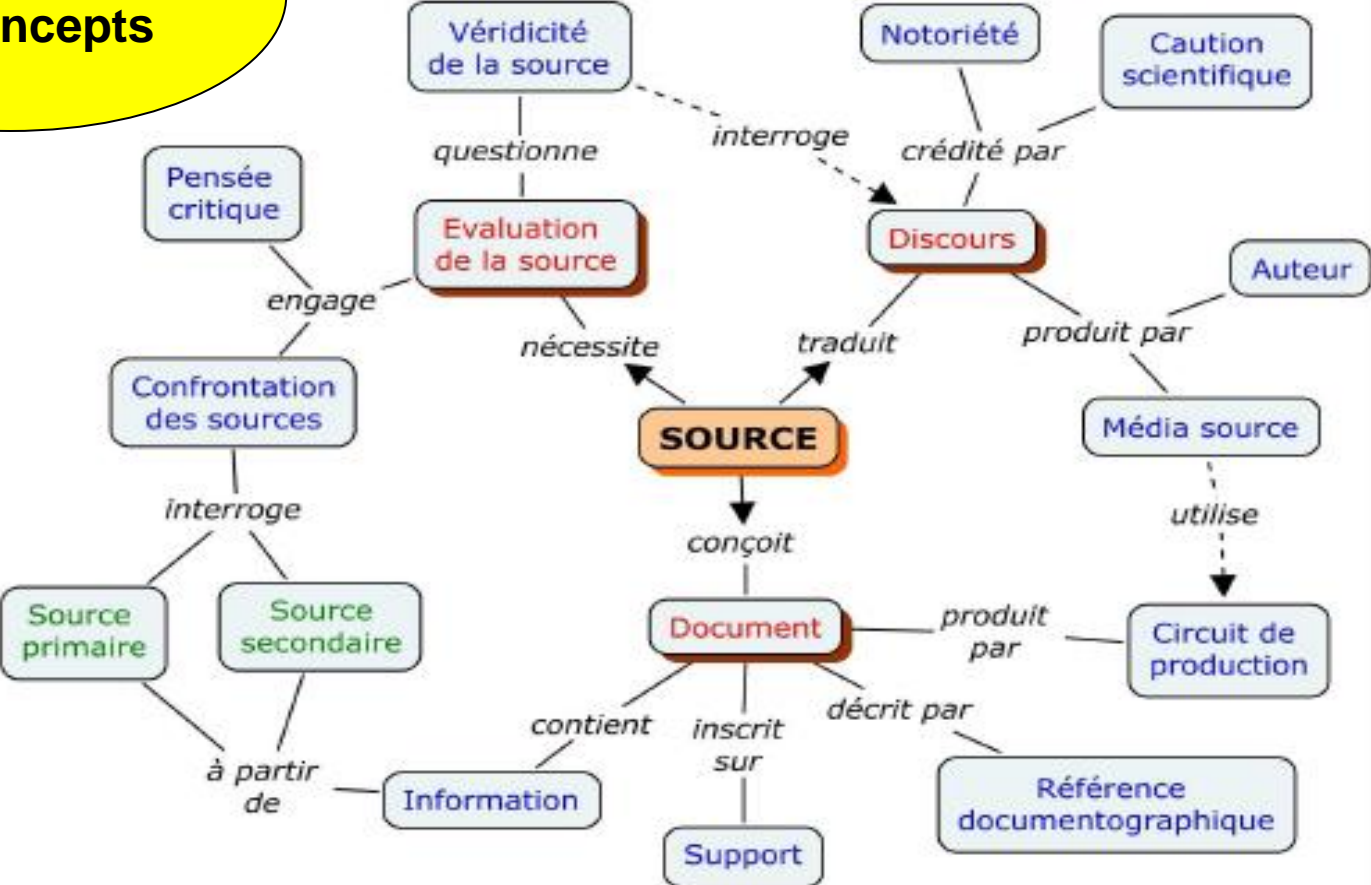 Véridicité
de la source
Notoriété
Caution
scientifique
questionne
interroge
crédité par
Pensée
critique
Evaluation
de la source
Discours
Auteur
engage
nécessite
traduit
produit par
Confrontation
des sources
SOURCE
Média source
interroge
conçoit
utilise
Source
primaire
Source
secondaire
Document
produit
par
Circuit de
production
contient
inscrit
sur
décrit par
à partir
de
Information
Support
Référence
documentographique